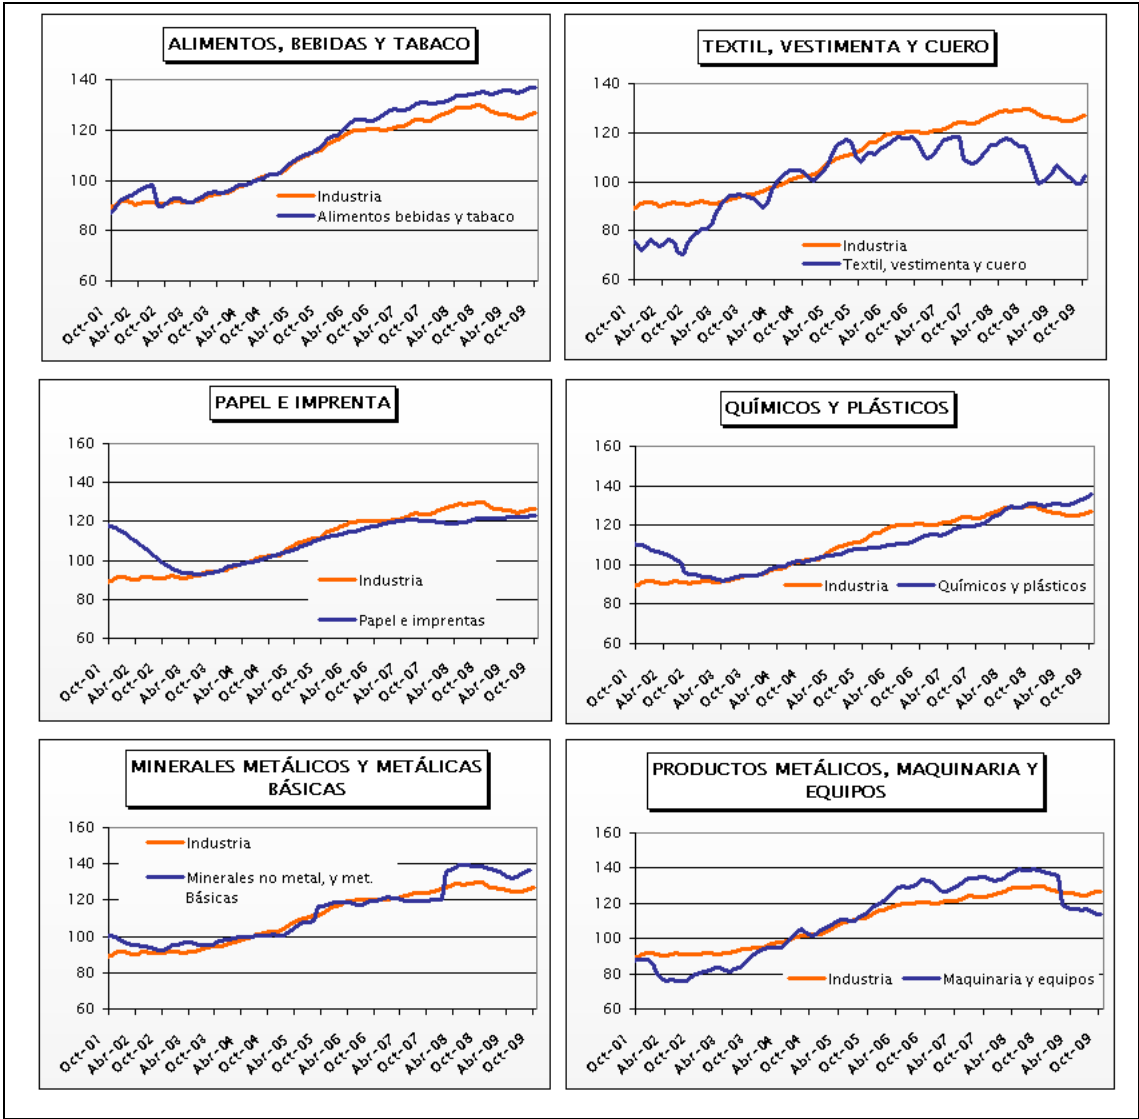 ALIMENTOS, BEBIDAS Y TABACO
140
120
100
80
60
Industria
Alimentos bebidas y tabaco
Oct-01
Abr-02
Oct-02
Abr-03
Oct-03
Abr-04
Oct-04
Abr-05
Oct-05
Abr-06
Oct-06
Abr-07
Oct-07
Abr-08
Oct-08
Abr-09
Oct-09
TEXTIL, VESTIMENTA Y CUERO
140
120
100
80
60
Industria
Textil, vestimenta y cuero
Oct-01
Abr-02
Oct-02
Abr-03
Oct-03
Abr-04
Oct-04
Abr-05
Oct-05
Abr-06
Oct-06
Abr-07
Oct-07
Abr-08
Oct-08
Abr-09
Oct-09
PAPEL E IMPRENTA
160
140
120
100
80
60
Industria
Papel e imprentas
Oct-01
Abr-02
Oct-02
Abr-03
Oct-03
Abr-04
Oct-04
Abr-05
Oct-05
Abr-06
Oct-06
Abr-07
Oct-07
Abr-08
Oct-08
Abr-09
Oct-09
QUÍMICOS Y PLÁSTICOS
160
140
120
100
80
60
Industria
Químicos y plásticos
Oct-01
Abr-02
Oct-02
Abr-03
Oct-03
Abr-04
Oct-04
Abr-05
Oct-05
Abr-06
Oct-06
Abr-07
Oct-07
Abr-08
Oct-08
Abr-09
Oct-09
MINERALES METÁLICOS Y METÁLICAS
BÁSICAS
160
140
120
100
80
60
Industria
Minerales no metal, y met.
Básicas
Oct-01
Abr-02
Oct-02
Abr-03
Oct-03
Abr-04
Oct-04
Abr-05
Oct-05
Abr-06
Oct-06
Abr-07
Oct-07
Abr-08
Oct-08
Abr-09
Oct-09
PRODUCTOS METÁLICOS, MAQUINARIA Y
EQUIPOS
160
140
120
100
80
60
Industria
Maquinaria y equipos
Oct-01
Abr-02
Oct-02
Abr-03
Oct-03
Abr-04
Oct-04
Abr-05
Oct-05
Abr-06
Oct-06
Abr-07
Oct-07
Abr-08
Oct-08
Abr-09
Oct-09